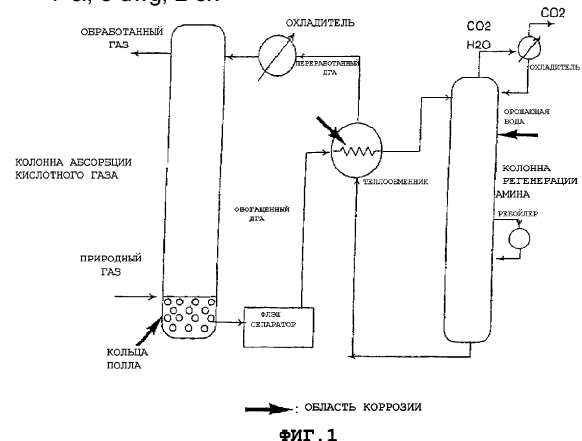 ОБРАБОТАННЫЙ
ГАЗ
ОХЛАДИТЕЛЬ
ПЕРЕРАБОТАННЫЙ
ДГА
CO2
H2O
CO2
ОХЛАДИТЕЛЬ
ОРОШАЮЩАЯ
ВОДА
КОЛОННА АБСОРБЦИИ
КИСЛОТНОГО ГАЗА
ТЕПЛООБМЕННИК
КОЛОННА
РЕГЕНЕРАЦИИ
АМИНА
ОБОГАЩЕННЫЙ
ДГА
РЕБОЙЛЕР
ПРИРОДНЫЙ
ГАЗ
ФЛЭШ
СЕПАРАТОР
КОЛЬЦА
ПОЛЛА
: ОБЛАСТЬ КОРРОЗИИ
ФИГ.1